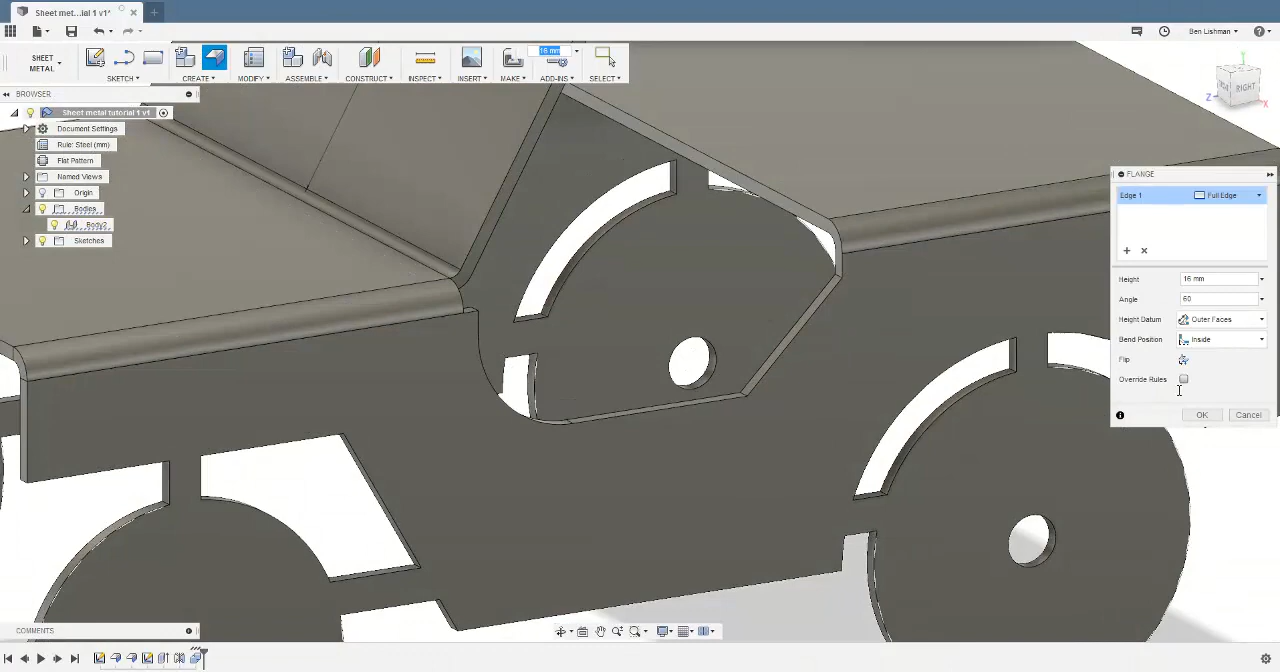 Sheet met...ial 1 v1*
Ben Lishman
SHEET METAL
SKETCH
CREATE
MODIFY
ASSEMBLE
CONSTRUCT
INSPECT
INSERT
MAKE
ADD-INS
SELECT
16 mm
BROWSER
Sheet metal tutorial 1 v1
Document Settings
Rule: Steel (mm)
Flat Pattern
Named Views
Origin
Bodies
Body2
Sketches
Y
Z
X
RIGHT
FLANGE
Edge 1
Full Edge
Height
16 mm
Angle
60
Height Datum
Outer Faces
Bend Position
Inside
Flip
Override Rules
OK
Cancel
COMMENTS